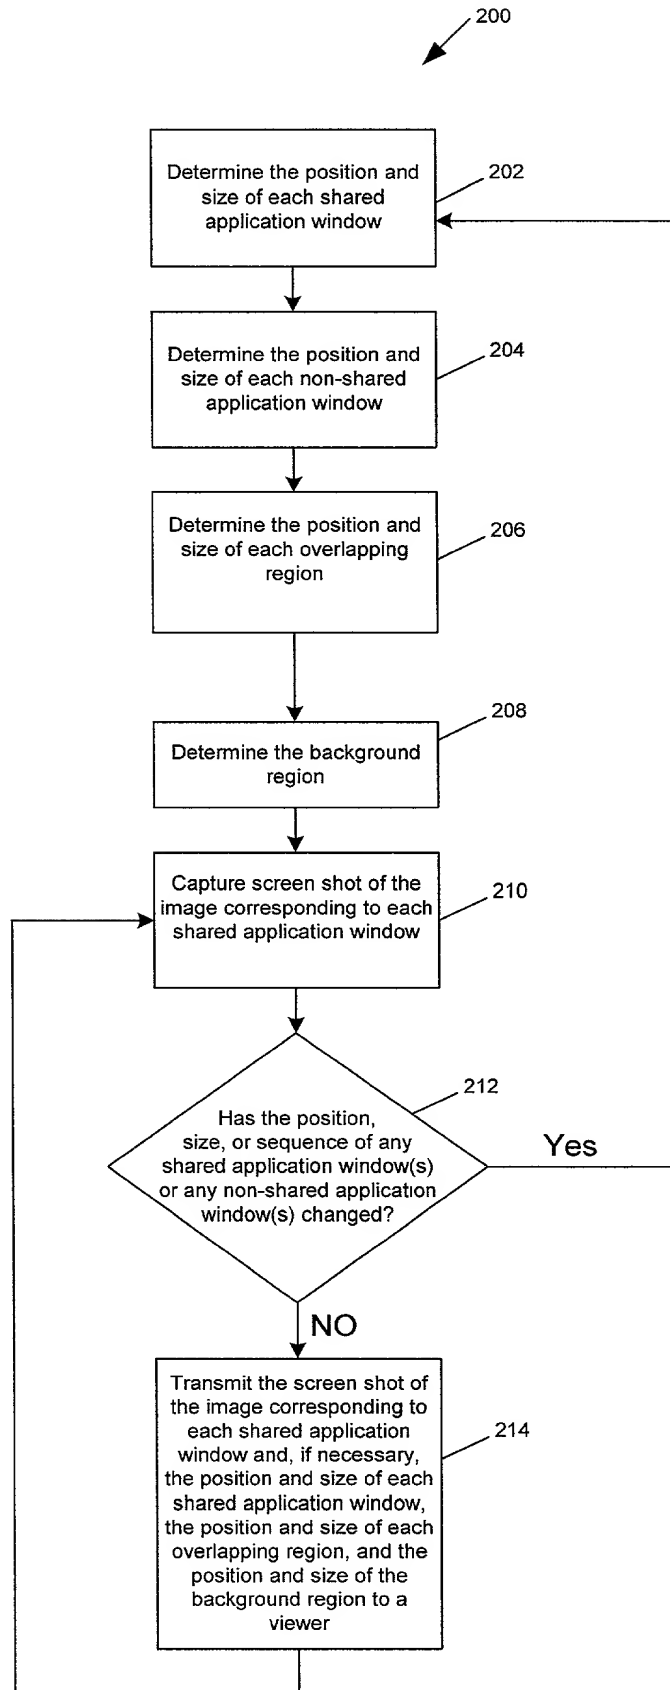 200
Determine the position and
size of each shared
application window
202
Determine the position and
size of each non-shared
application window
204
Determine the position and
size of each overlapping
region
206
208
Determine the background
region
Capture screen shot of the
image corresponding to each
shared application window
210
212
Has the position,
size, or sequence of any
shared application window(s)
or any non-shared application
window(s) changed?
Yes
NO
Transmit the screen shot of
the image corresponding to
each shared application
window and, if necessary,
the position and size of each
shared application window,
the position and size of each
overlapping region, and the
position and size of the
background region to a
viewer
214